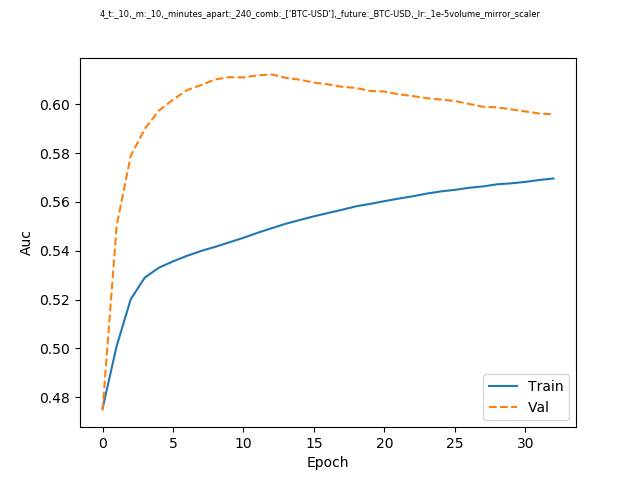 4_t:_10,_m:_10,_minutes_apart:_240_comb:_['BTC-USD'],_future:_BTC-USD,_lr:_1e-5volume_mirror_scaler
0.60
0.58
0.56
0.54
0.52
0.50
0.48
Auc
Train
Val
0 5 10 15 20 25 30
Epoch